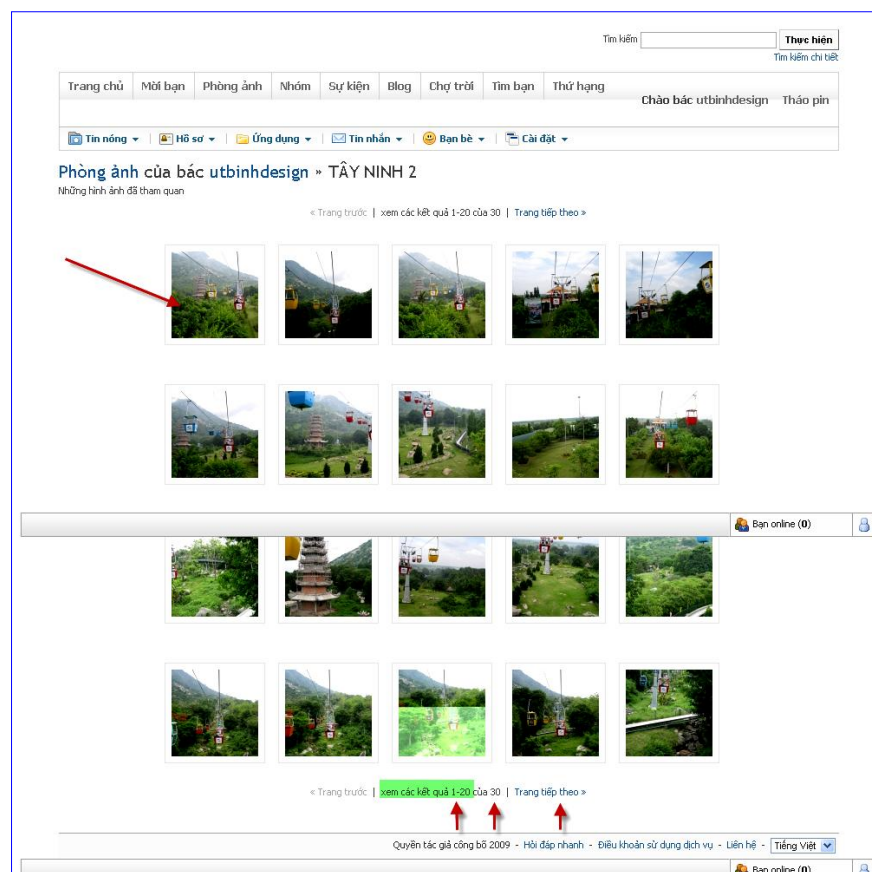 Tìm kiếm Thực hiện
Tìm kiếm chi tiết
Trang chủ Mời bạn Phòng ảnh Nhóm Sự kiện Blog Chợ trời Tìm bạn Thứ hạng
Chào bác utbinhdesign Tháo pin
Tin nóng Hồ sơ Ứng dụng Tin nhắn Bạn bè Cài đặt
Phòng ảnh của bác utbinhdesign » TÂY NINH 2
Những hình ảnh đã tham quan
« Trang trước | xem các kết quả 1-20 của 30 | Trang tiếp theo »
Bạn online (0)
« Trang trước | xem các kết quả 1-20 của 30 | Trang tiếp theo »
Quyền tác giả công bố 2009 - Hỏi đáp nhanh - Điều khoản sử dụng dịch vụ - Liên hệ - Tiếng Việt
Bạn online (0)